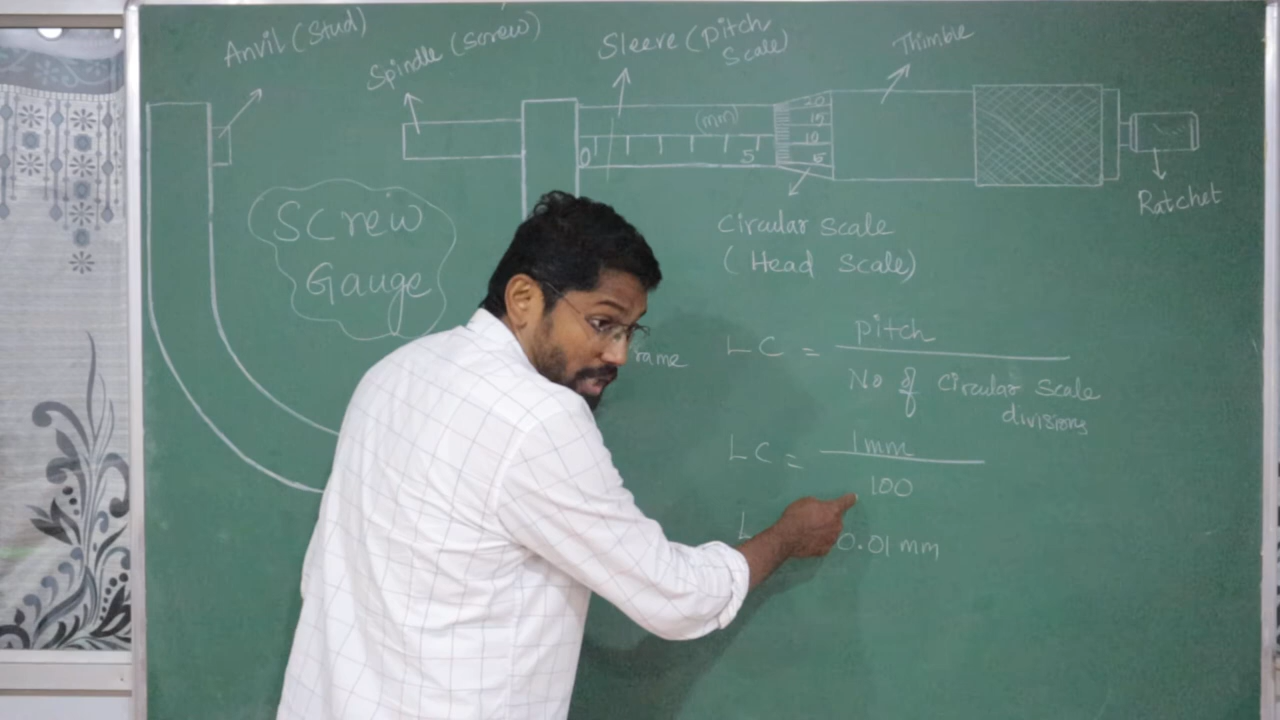 Anvil (Stud)
Spindle (Screw)
Sleeve (Pitch
Scale)
Thimble
(mm)
0
5
20
15
10
5
Ratchet
Screw
Gauge
Circular Scale
(Head Scale)
rame
LC = pitch
No of Circular Scale
divisions
LC = 1mm
100
L
0.01 mm